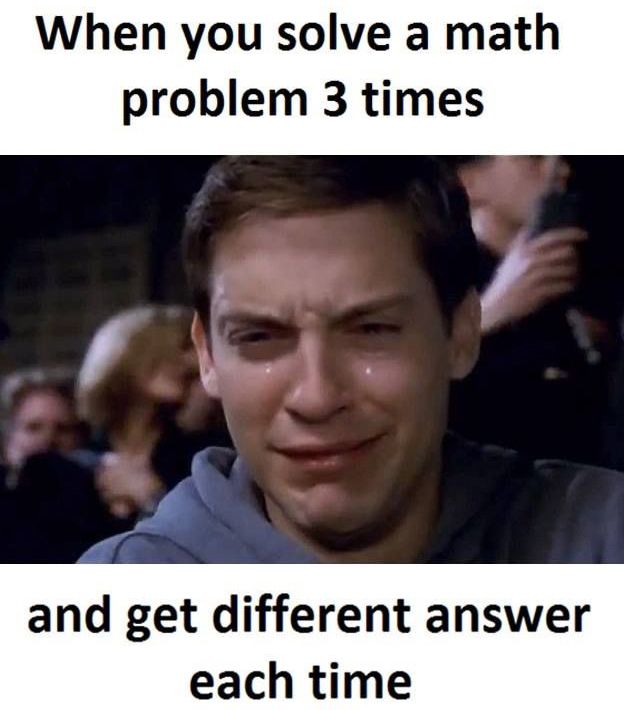 When you solve a math
problem 3 times
and get different answer
each time